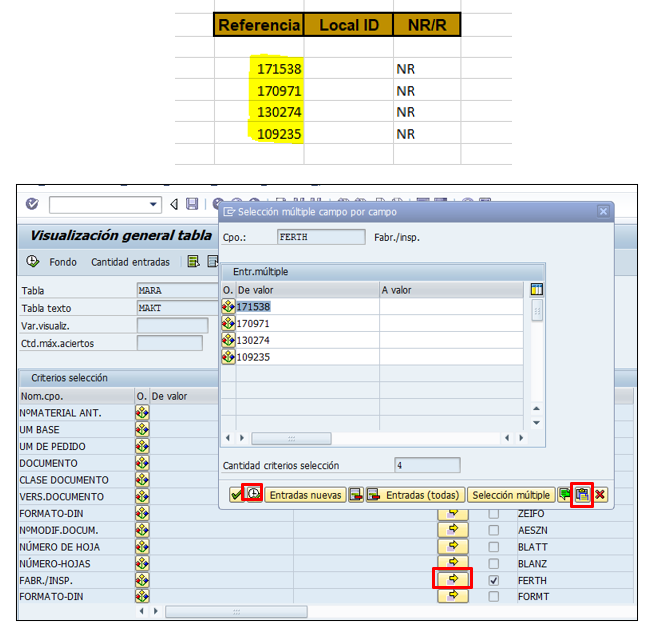 Referencia Local ID NR/R
171538 NR
170971 NR
130274 NR
109235 NR
Selección múltiple campo por campo
Visualización general tabla
Cpo.: FERTH Fabr./insp.
Fondo Cantidad entradas
Entr.múltiple
O. De valor A valor
171538
170971
130274
109235
Tabla MARA
Tabla texto MAKT
Var.visualiz.
Ctd.máx.aciertos
Criterios selección
Nom.cpo. O. De valor
NºMATERIAL ANT.
UM BASE
UM DE PEDIDO
DOCUMENTO
Cantidad criterios selección 4
CLASE DOCUMENTO
VERS.DOCUMENTO
Entradas nuevas Entradas (todas) Selección múltiple
FORMATO-DIN ZEIFO
NºMODIF.DOCUM. AESZN
NÚMERO DE HOJA BLATT
NÚMERO-HOJAS BLANZ
FABR./INSP. FERTH
FORMATO-DIN FORMT